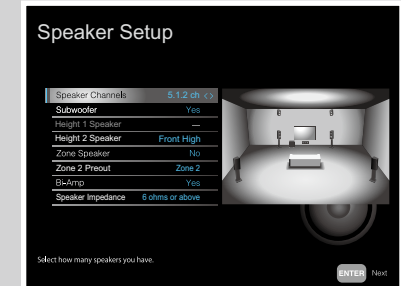 Speaker Setup
Speaker Channels 5.1.2 ch <>
Subwoofer Yes
Height 1 Speaker ---
Height 2 Speaker Front High
Zone Speaker No
Zone 2 Preout Zone 2
Bi-Amp Yes
Speaker Impedance 6 ohms or above
Select how many speakers you have.
ENTER Next